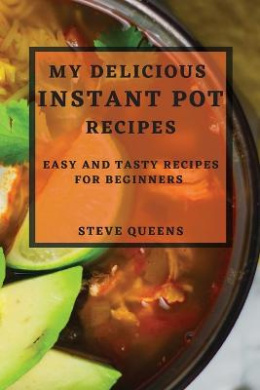 MY DELICIOUS
INSTANT POT
RECIPES
EASY AND TASTY RECIPES
FOR BEGINNERS
STEVE QUEENS